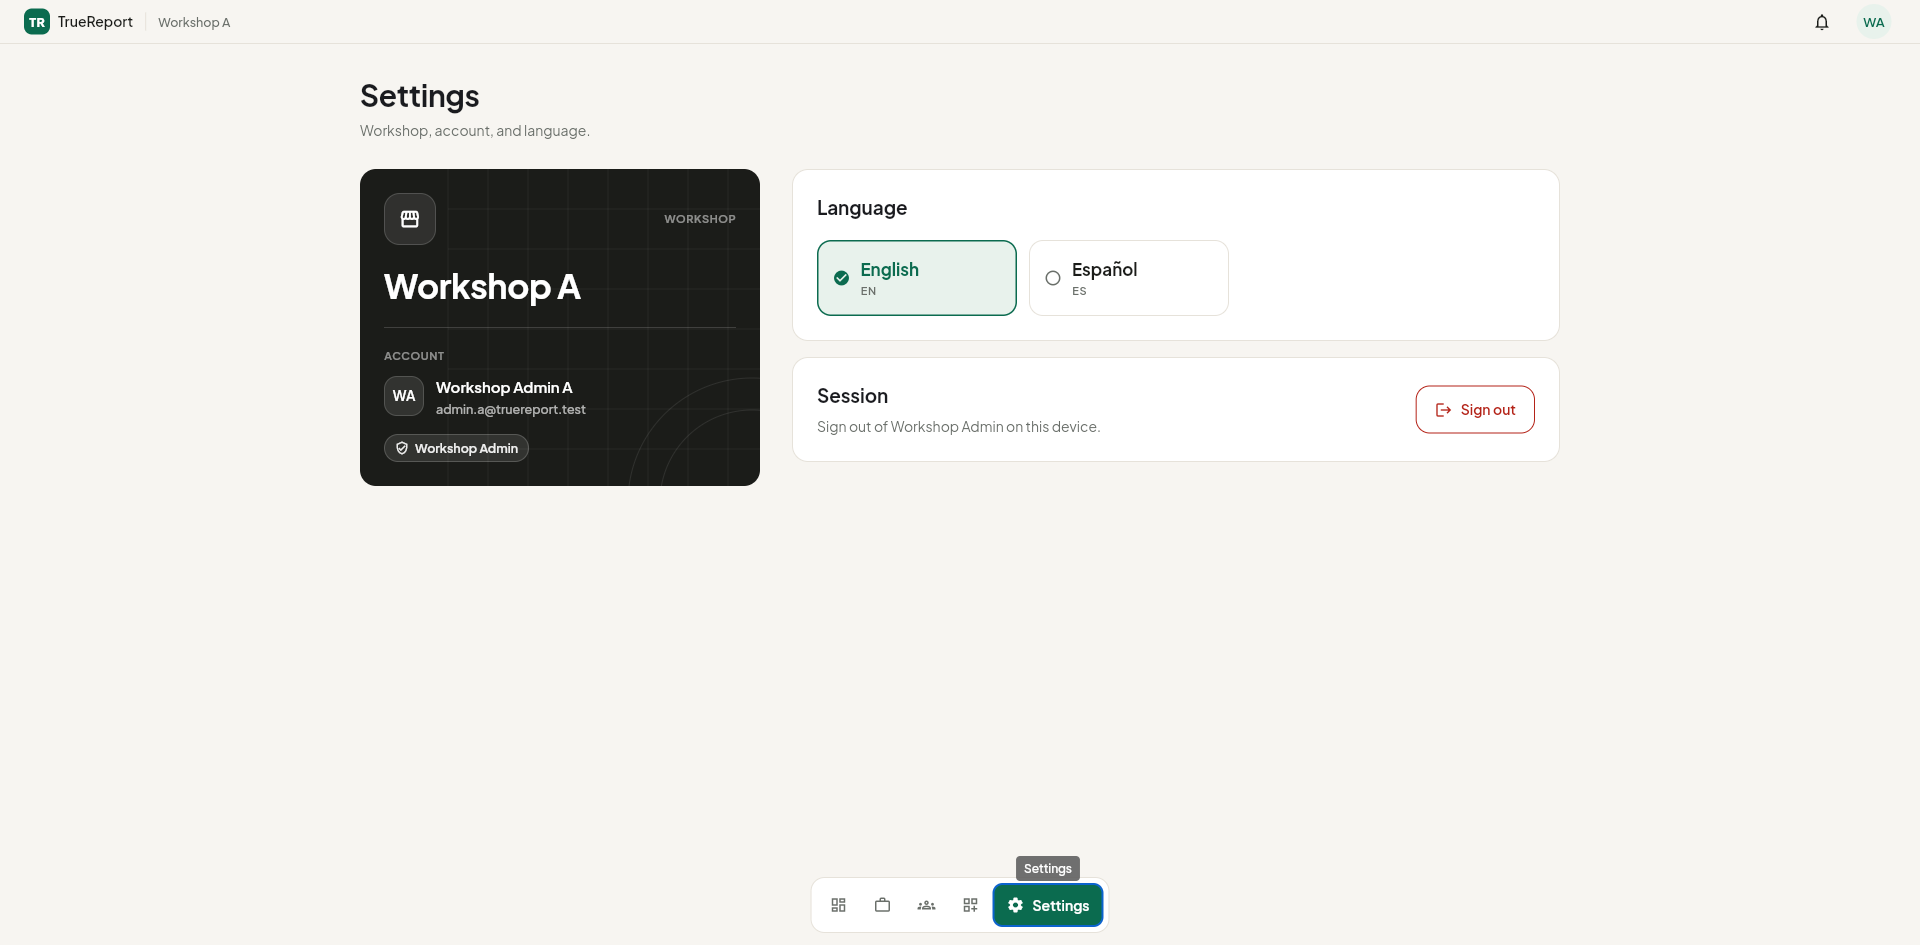 TR TrueReport Workshop A WA
Settings
Workshop, account, and language.
WORKSHOP
Workshop A
ACCOUNT
WA Workshop Admin A
admin.a@truereport.test
Workshop Admin
Language
English
EN
Español
ES
Session
Sign out of Workshop Admin on this device.
Sign out
Settings
Settings